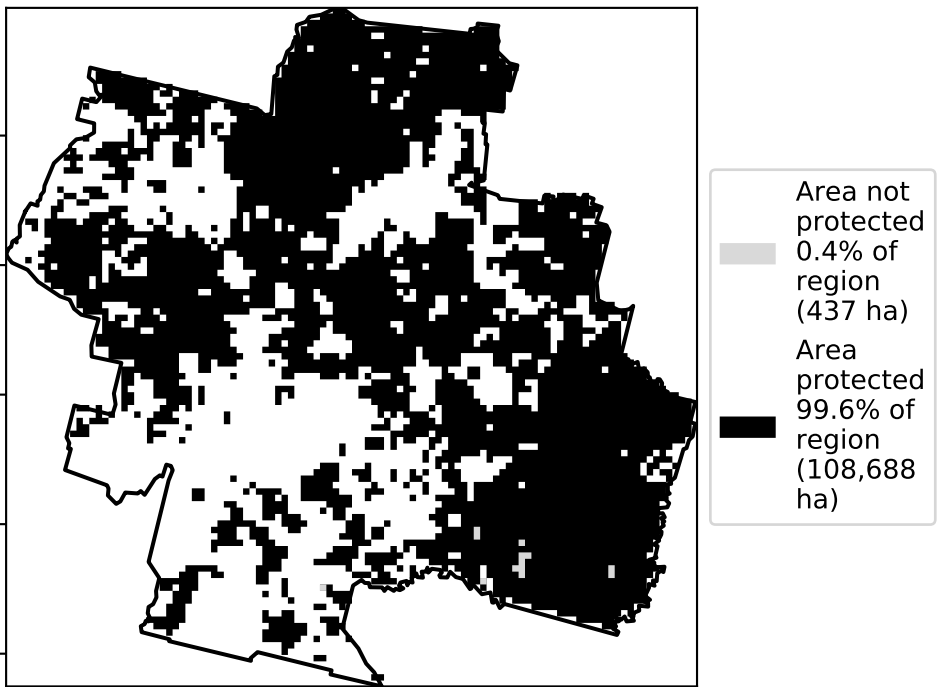 Area not
protected
0.4% of
region
(437 ha)
Area
protected
99.6% of
region
(108,688
ha)